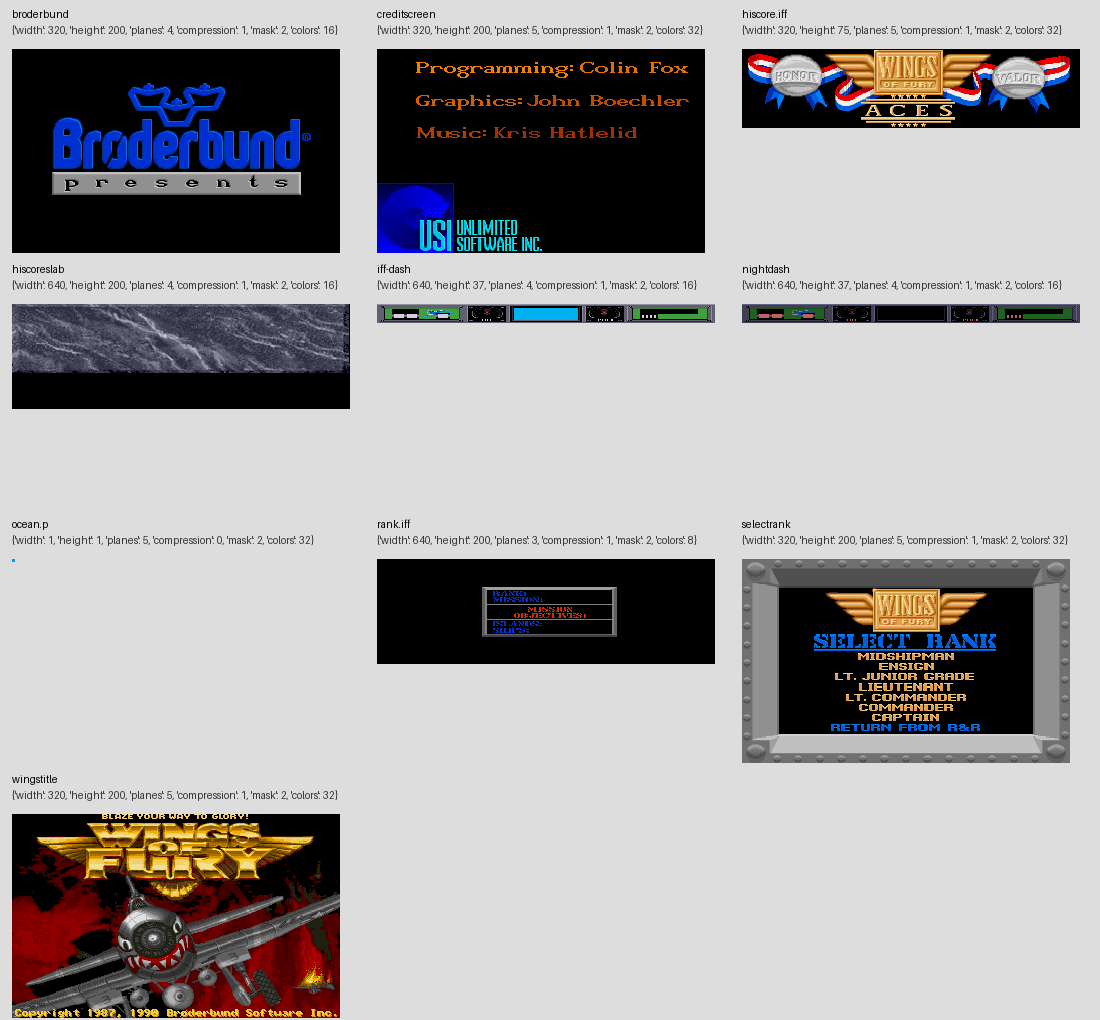 broderbund
{'width': 320, 'height': 200, 'planes': 4, 'compression': 1, 'mask': 2, 'colors': 16}
Brøderbund®
presents
creditscreen
{'width': 320, 'height': 200, 'planes': 5, 'compression': 1, 'mask': 2, 'colors': 32}
Programming: Colin Fox
Graphics: John Boechler
Music: Kris Hatlelid
USI UNLIMITED
SOFTWARE INC.
hiscore.iff
{'width': 320, 'height': 75, 'planes': 5, 'compression': 1, 'mask': 2, 'colors': 32}
HONOR
WINGS
OF FURY
VALOR
ACES
hiscoreslab
{'width': 640, 'height': 200, 'planes': 4, 'compression': 1, 'mask': 2, 'colors': 16}
iff-dash
{'width': 640, 'height': 37, 'planes': 4, 'compression': 1, 'mask': 2, 'colors': 16}
nightdash
{'width': 640, 'height': 37, 'planes': 4, 'compression': 1, 'mask': 2, 'colors': 16}
ocean.p
{'width': 1, 'height': 1, 'planes': 5, 'compression': 0, 'mask': 2, 'colors': 32}
rank.iff
{'width': 640, 'height': 200, 'planes': 3, 'compression': 1, 'mask': 2, 'colors': 8}
RANK:
MISSION:
MISSION
OBJECTIVES:
ISLANDS:
SHIPS:
selectrank
{'width': 320, 'height': 200, 'planes': 5, 'compression': 1, 'mask': 2, 'colors': 32}
WINGS
OF FURY
SELECT RANK
MIDSHIPMAN
ENSIGN
LT. JUNIOR GRADE
LIEUTENANT
LT. COMMANDER
COMMANDER
CAPTAIN
RETURN FROM R&R
wingstitle
{'width': 320, 'height': 200, 'planes': 5, 'compression': 1, 'mask': 2, 'colors': 32}
BLAZE YOUR WAY TO GLORY!
WINGS
OF
FURY
Copyright 1987, 1990 Broderbund Software Inc.